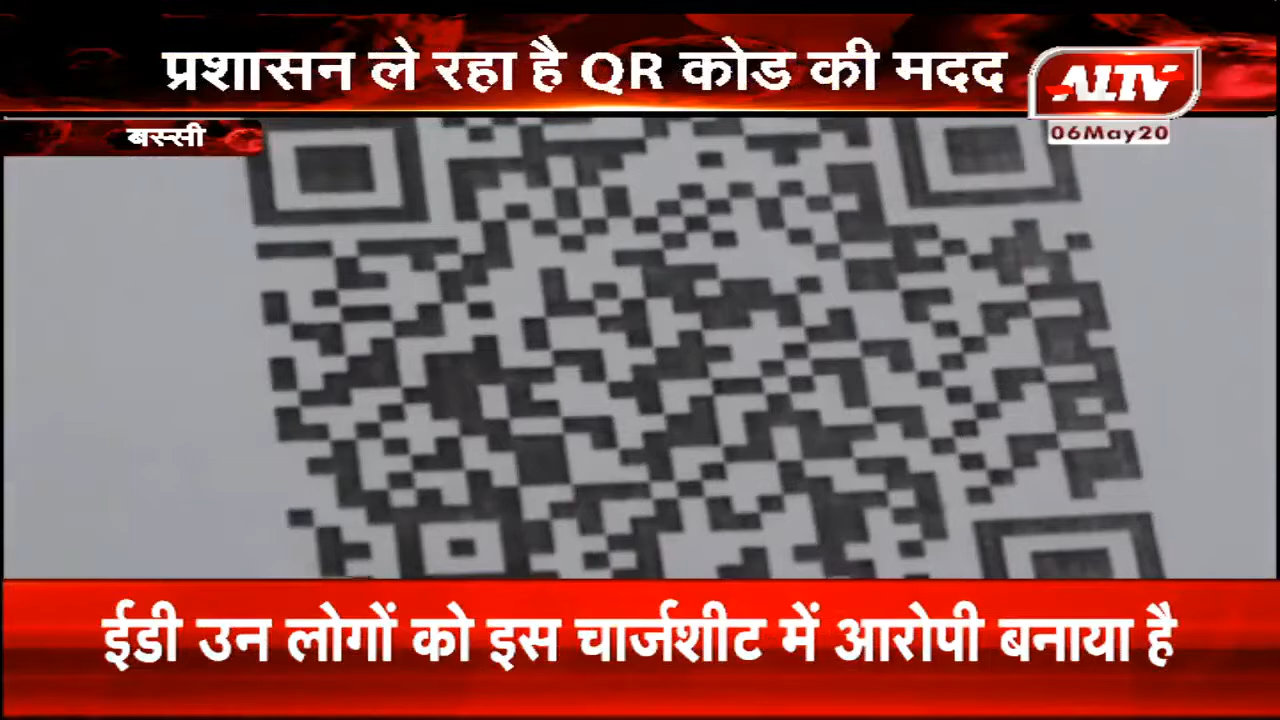 प्रशासन ले रहा है QR कोड की मदद
ALTV
06May20
बस्सी
ईडी उन लोगों को इस चार्जशीट में आरोपी बनाया है